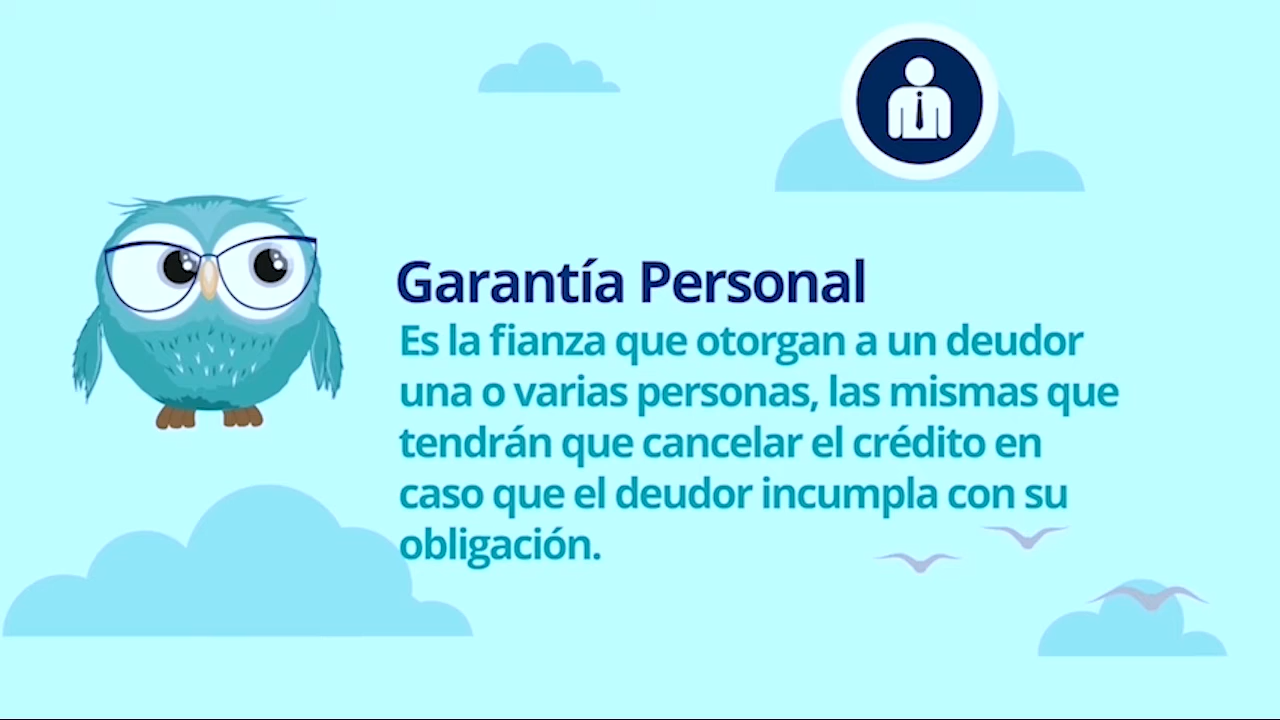 Garantía Personal
Es la fianza que otorgan a un deudor
una o varias personas, las mismas que
tendrán que cancelar el crédito en
caso que el deudor incumpla con su
obligación.